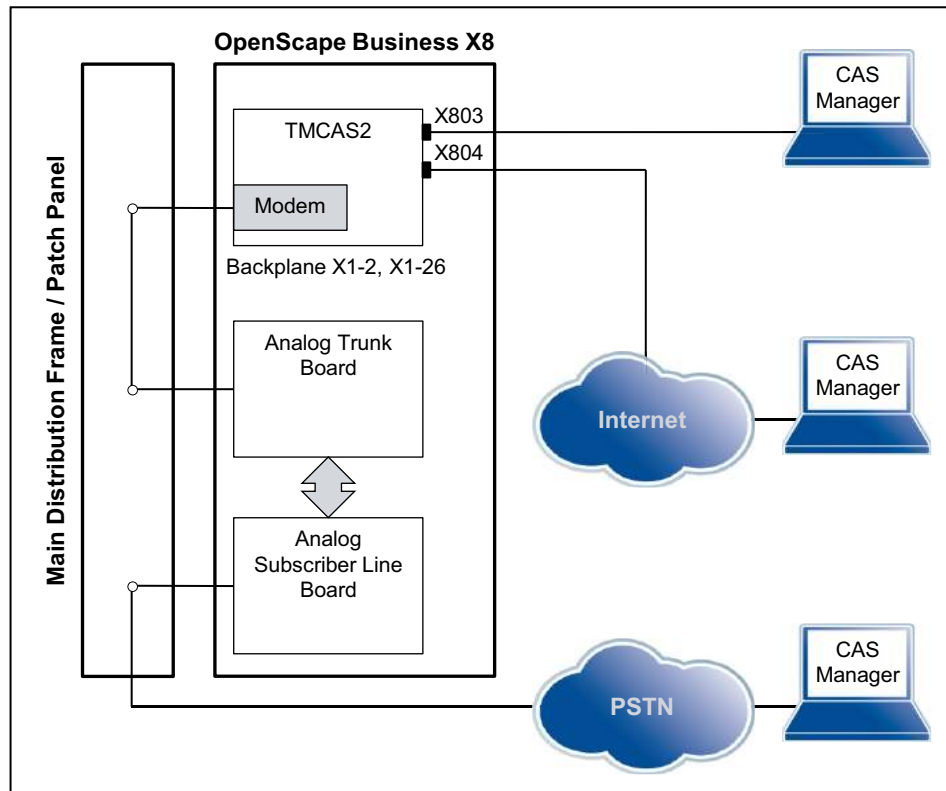 OpenScape Business X8
Main Distribution Frame / Patch Panel
TMCAS2
X803
X804
Modem
Backplane X1-2, X1-26
CAS
Manager
Analog Trunk
Board
Internet
CAS
Manager
Analog
Subscriber Line
Board
PSTN
CAS
Manager